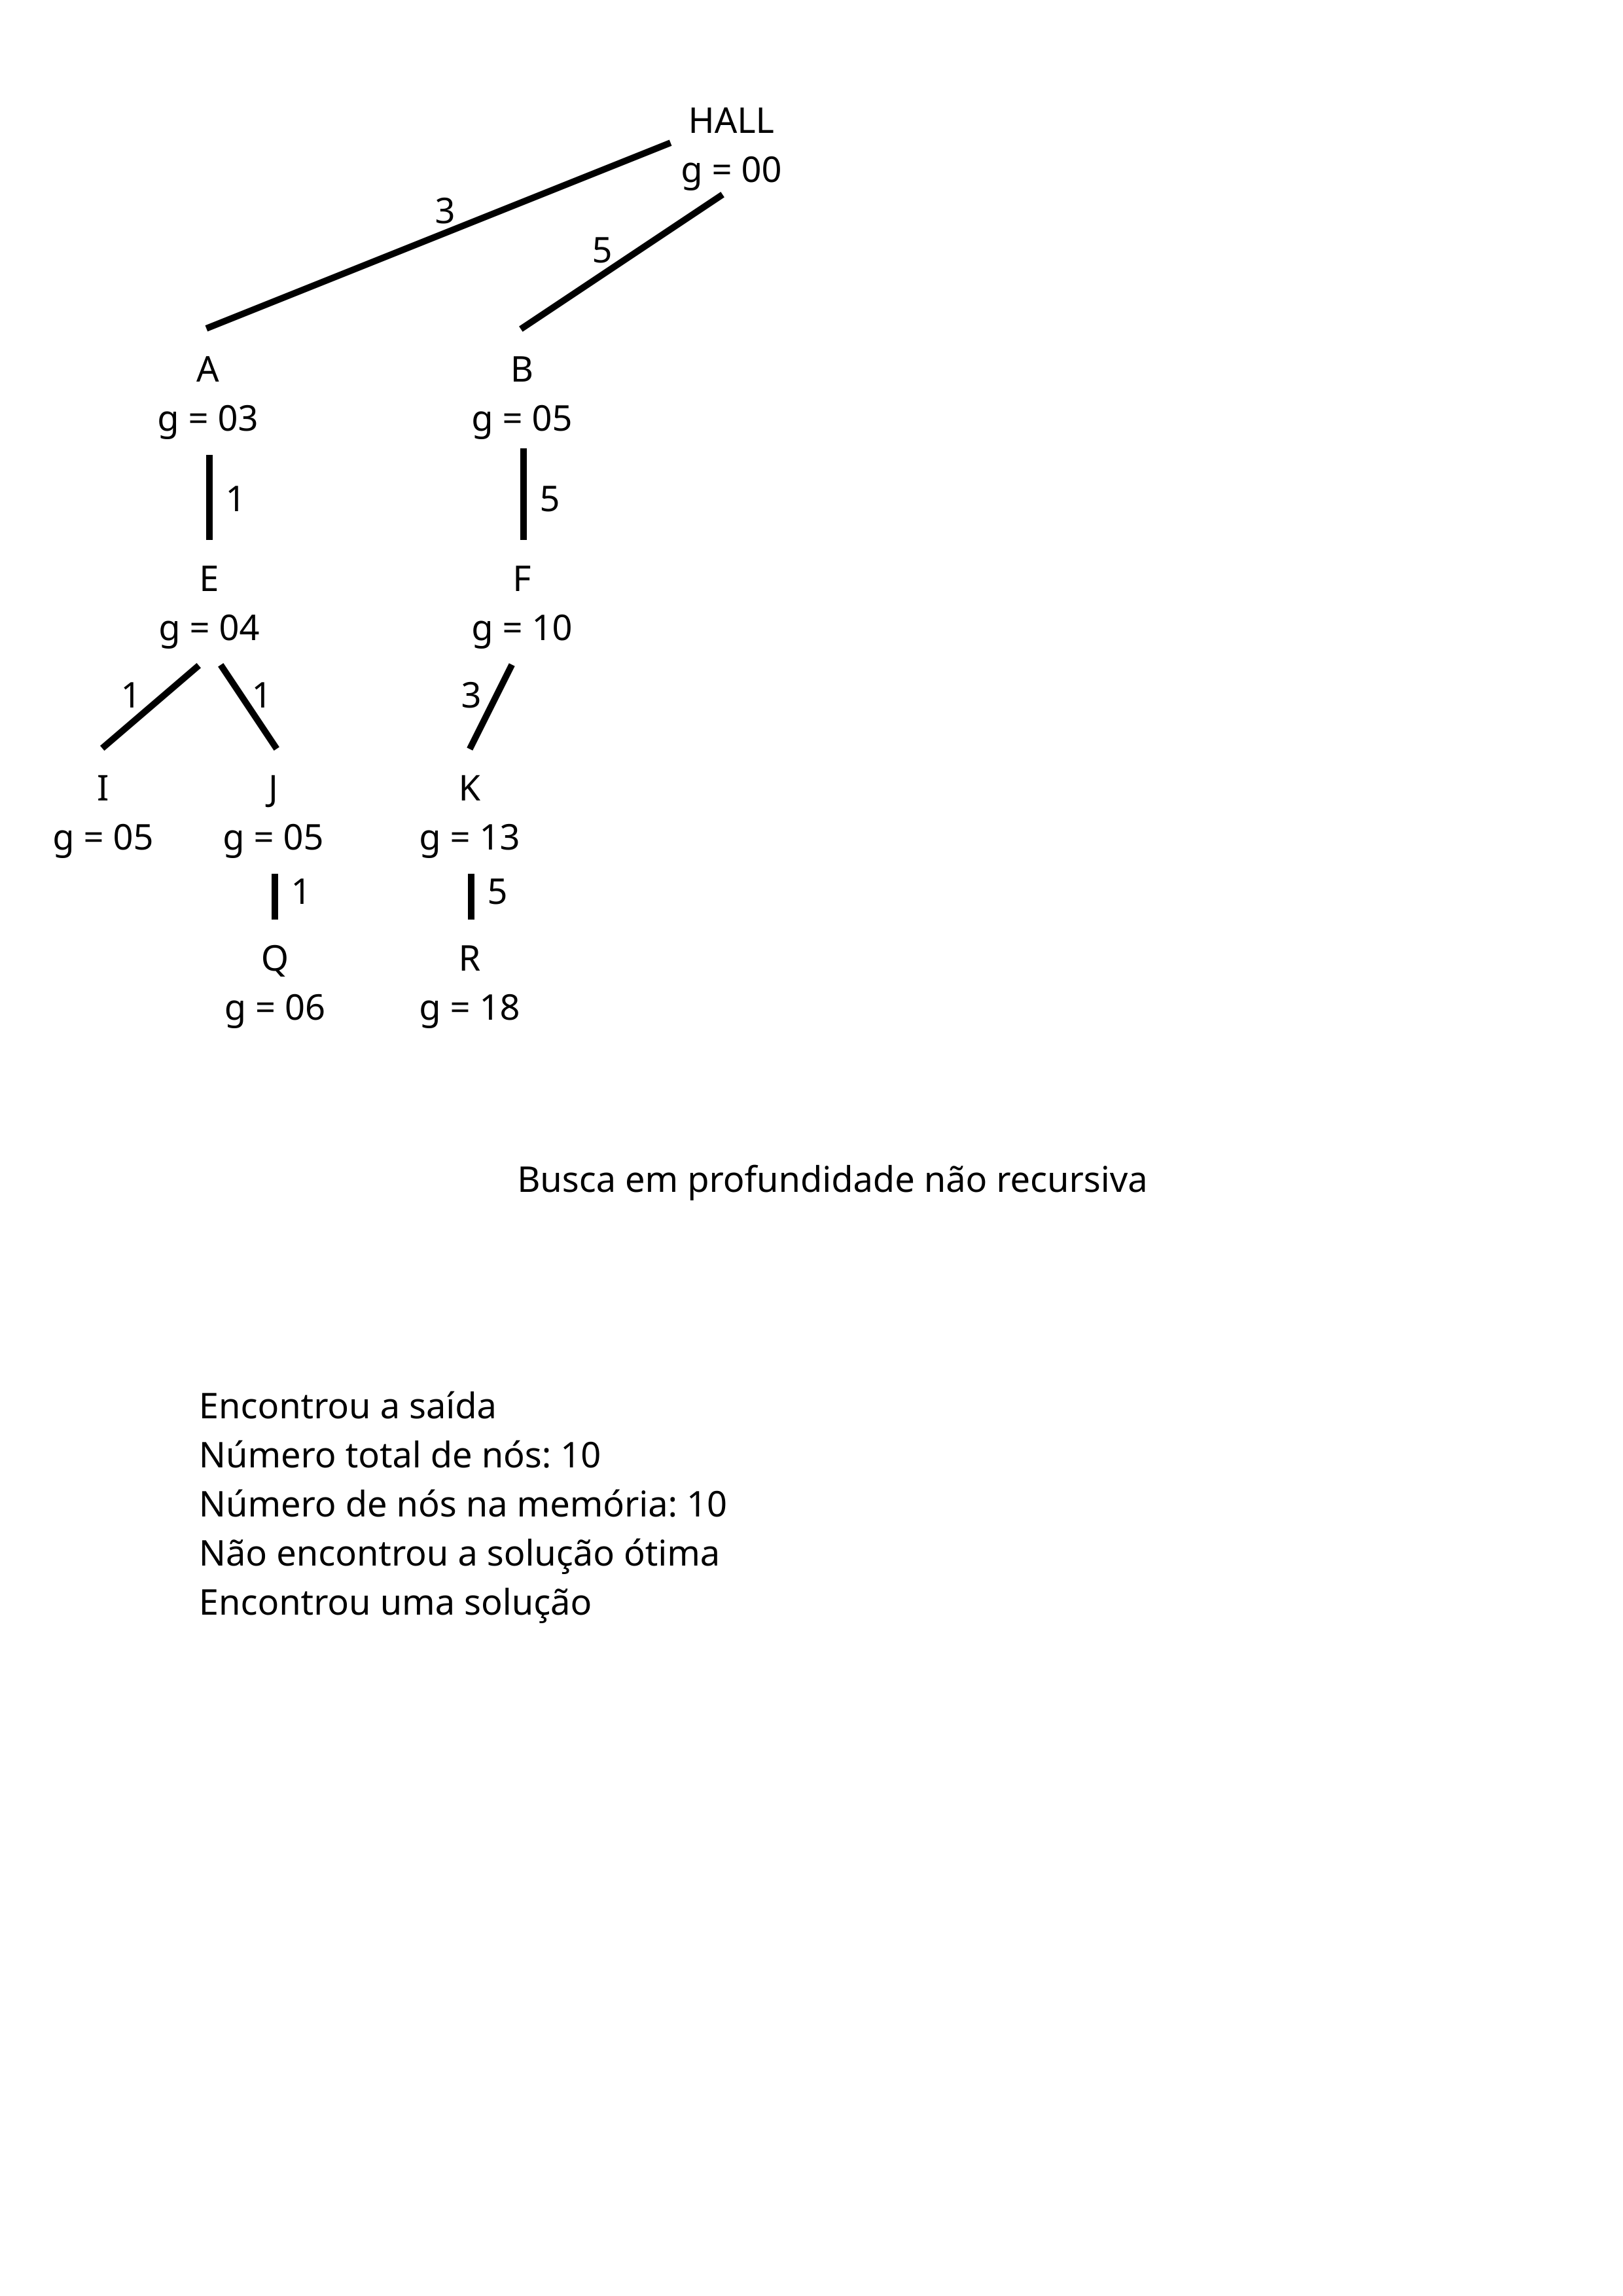 HALL
g = 00
3
5
A
B
g = 03
g = 05
1
5
E
F
g = 04
g = 10
1
1
3
I
J
K
g = 05
g = 05
g = 13
1
5
Q
R
g = 06
g = 18
Busca em profundidade não recursiva
Encontrou a saída
Número total de nós: 10
Número de nós na memória: 10
Não encontrou a solução ótima
Encontrou uma solução